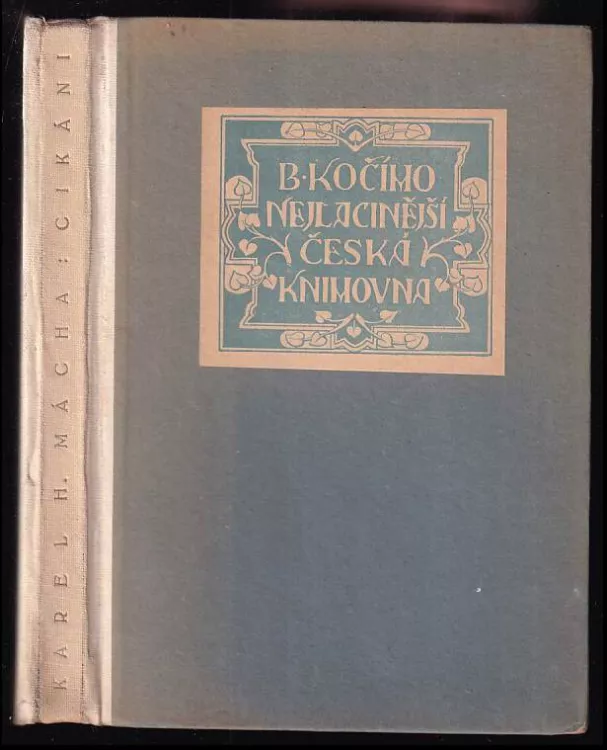 KAREL H. MÁCHA: CIKÁNI
B·KOČÍHO
NEJLACINĚJŠÍ
ČESKÁ
KNIHOVNA